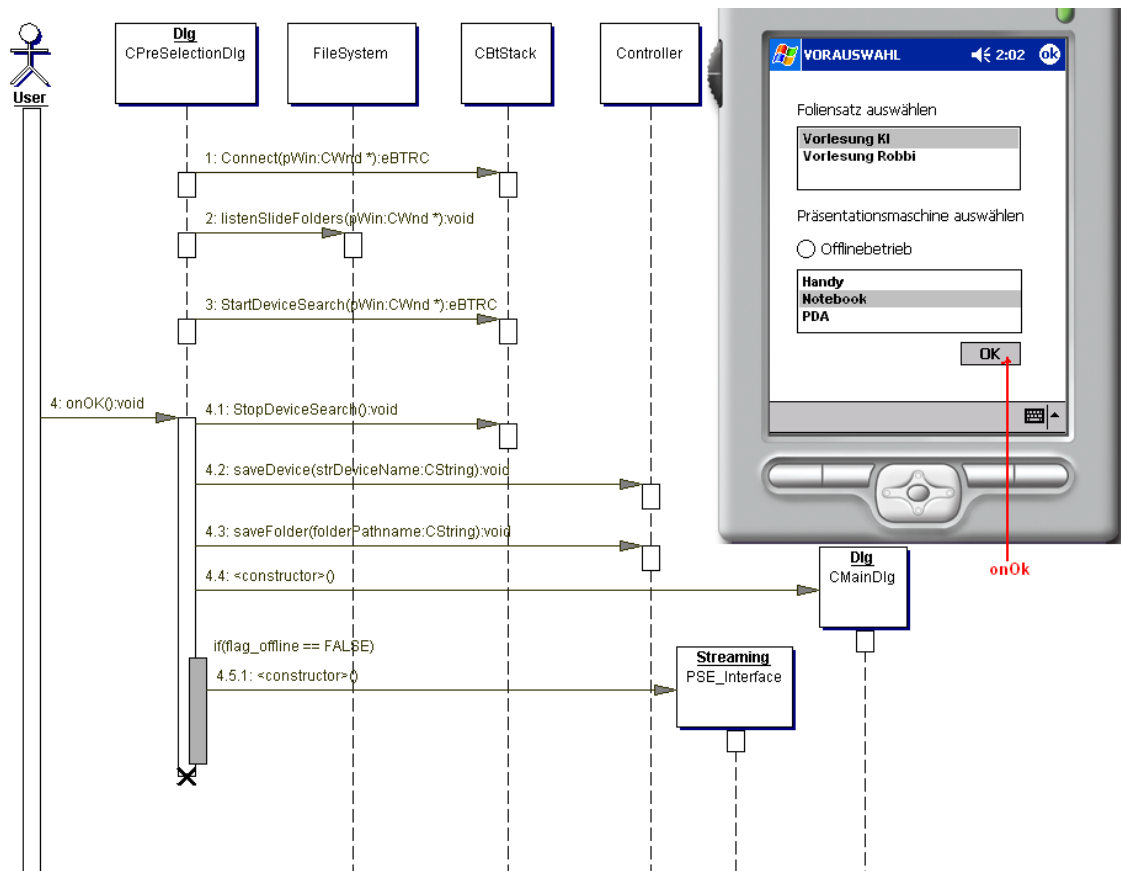 User
Dlg
CPreSelectionDlg
FileSystem
CBtStack
Controller
1: Connect(pWin:CWnd *):eBTRC
2: listenSlideFolders(pWin:CWnd *):void
3: StartDeviceSearch(pWin:CWnd *):eBTRC
4: onOK():void
4.1: StopDeviceSearch():void
4.2: saveDevice(strDeviceName:CString):void
4.3: saveFolder(folderPathname:CString):void
4.4: <constructor>()
if(flag_offline == FALSE)
4.5.1: <constructor>()
Dlg
CMainDlg
Streaming
PSE_Interface
VORAUSWAHL
2:02
ok
Foliensatz auswählen
Vorlesung KI
Vorlesung Robbi
Präsentationsmaschine auswählen
Offlinebetrieb
Handy
Notebook
PDA
OK
onOk